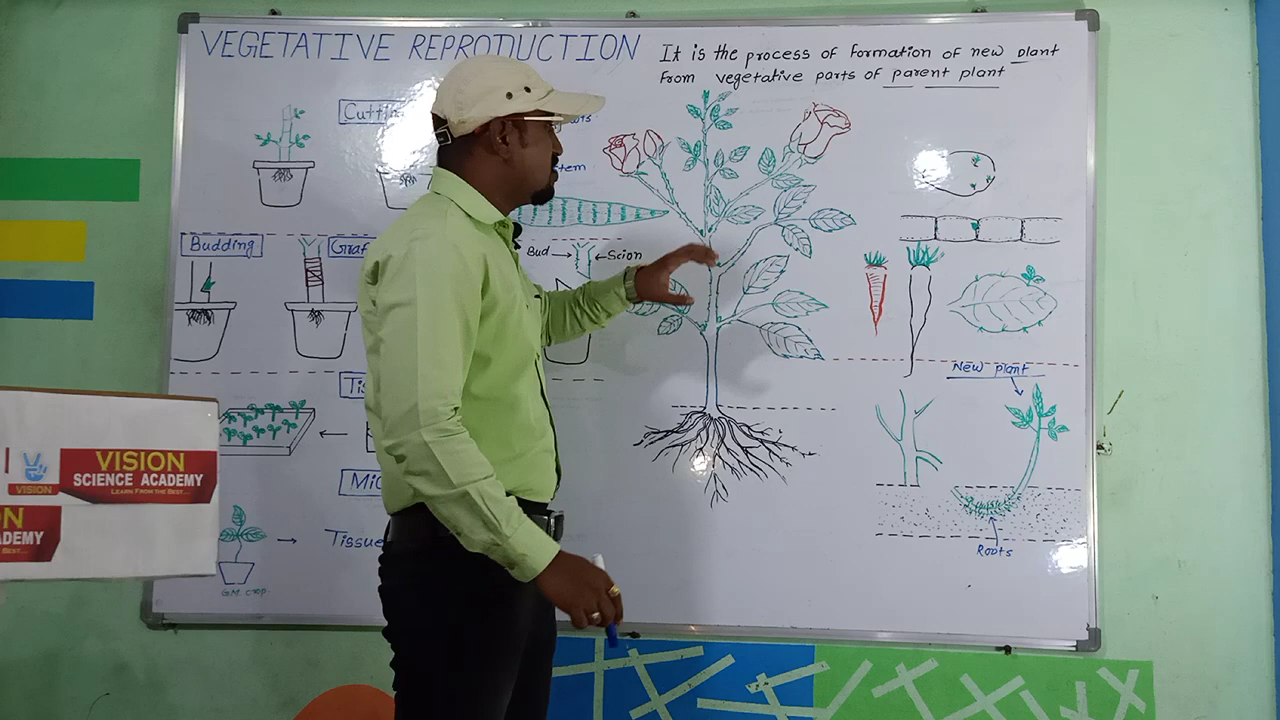 VEGETATIVE REPRODUCTION
It is the process of formation of new plant
from vegetative parts of parent plant
Budding
Bud
Scion
New plant
Roots
Tissue
G.M. crop
VISION
VISION
SCIENCE ACADEMY
LEARN FROM THE BEST...